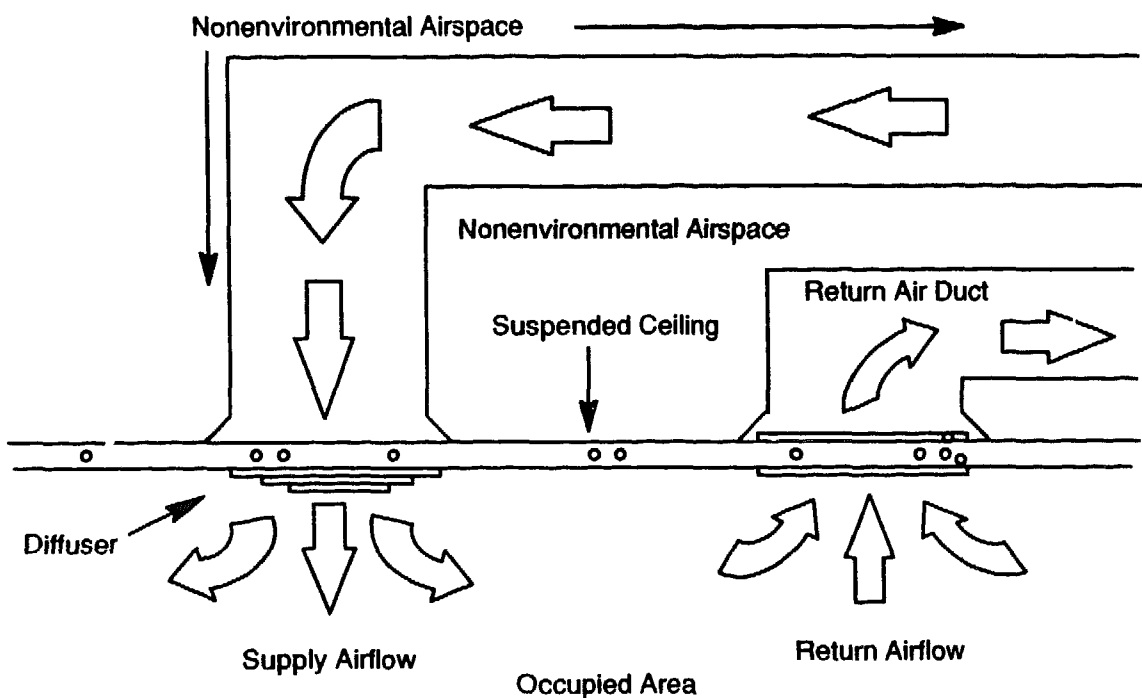 Nonenvironmental Airspace
Nonenvironmental Airspace
Return Air Duct
Suspended Ceiling
Diffuser
Supply Airflow
Return Airflow
Occupied Area